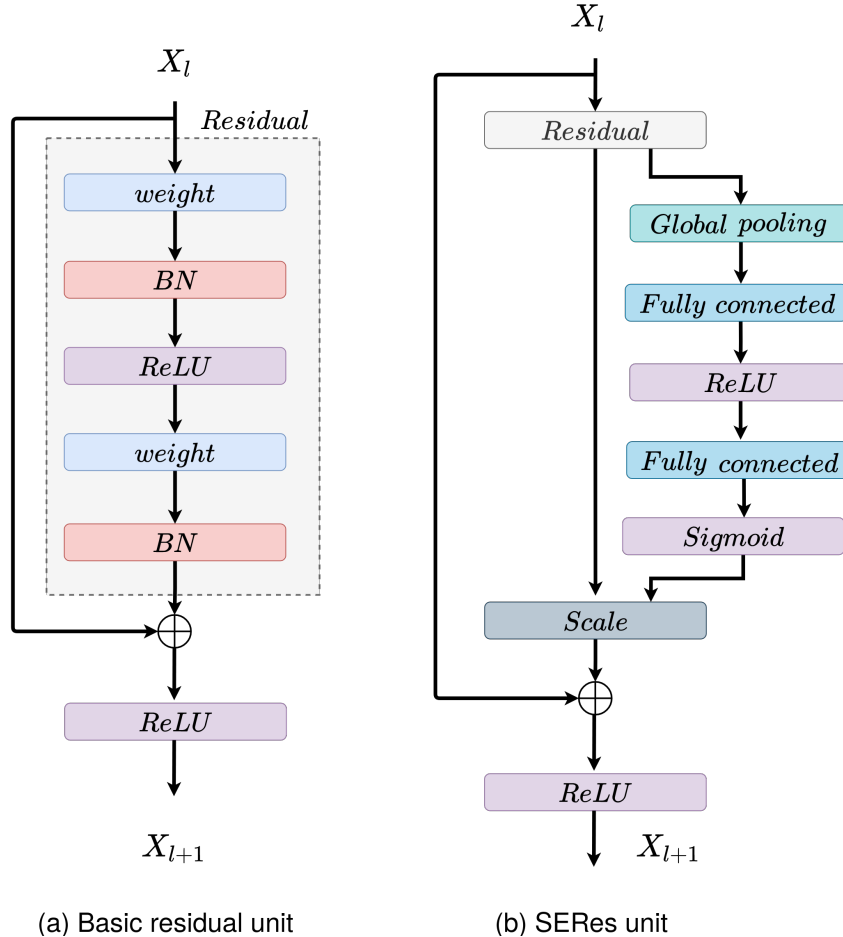 X_l
Residual
weight
BN
ReLU
weight
BN
ReLU
X_{l+1}
(a) Basic residual unit
X_l
Residual
Global pooling
Fully connected
ReLU
Fully connected
Sigmoid
Scale
ReLU
X_{l+1}
(b) SERes unit